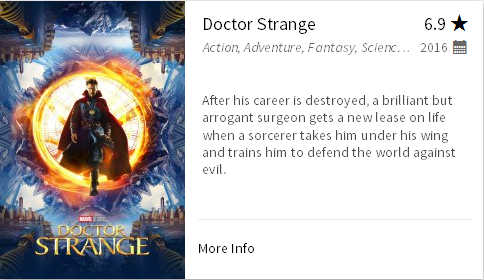 Doctor Strange 6.9
Action, Adventure, Fantasy, Scienc... 2016
After his career is destroyed, a brilliant but
arrogant surgeon gets a new lease on life
when a sorcerer takes him under his wing
and trains him to defend the world against
evil.
More Info
MARVEL STUDIOS
DOCTOR
STRANGE